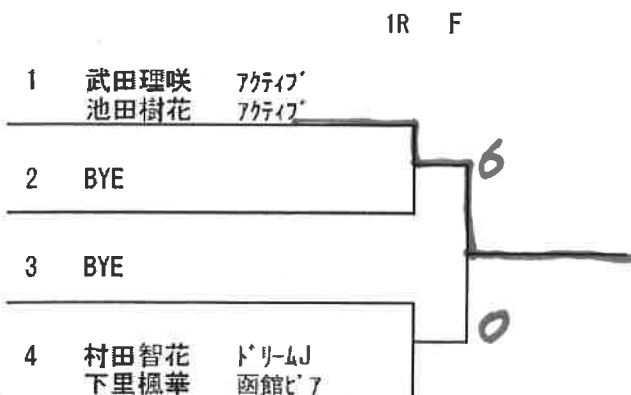 1R F
1 武田理咲 アクティブ
池田樹花 アクティブ
2 BYE
6
3 BYE
0
4 村田智花 ドリームJ
下里楓華 函館ピア